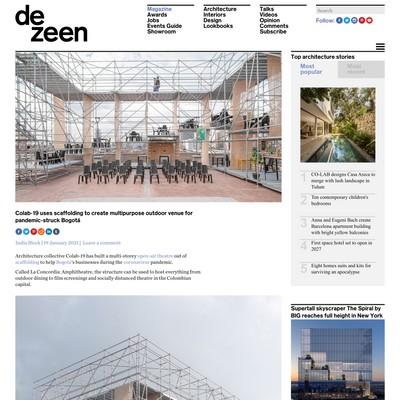 de
zeen
Magazine
Awards
Jobs
Events Guide
Showroom
Architecture
Interiors
Design
Lookbooks
Talks
Videos
Opinion
Comments
Subscribe
Search
Follow:
Top architecture stories
Most popular
Most recent
Colab-19 uses scaffolding to create multipurpose outdoor venue for
pandemic-struck Bogotá
India Block | 19 January 2021 | Leave a comment
Architecture collective Colab-19 has built a multi-storey open-air theatre out of
scaffolding to help Bogota's businesses during the coronavirus pandemic.
Called La Concordia Amphitheatre, the structure can be used to host everything from
outdoor dining to film screenings and socially distanced theatre in the Colombian
capital.
1 CO-LAB designs Casa Areca to
merge with lush landscape in
Tulum
2 Ten contemporary children's
bedrooms
3 Anna and Eugeni Bach create
Barcelona apartment building
with bright yellow balconies
4 First space hotel set to open in
2027
5 Eight homes suits and kits for
surviving an apocalypse
Supertall skyscraper The Spiral by
BIG reaches full height in New York